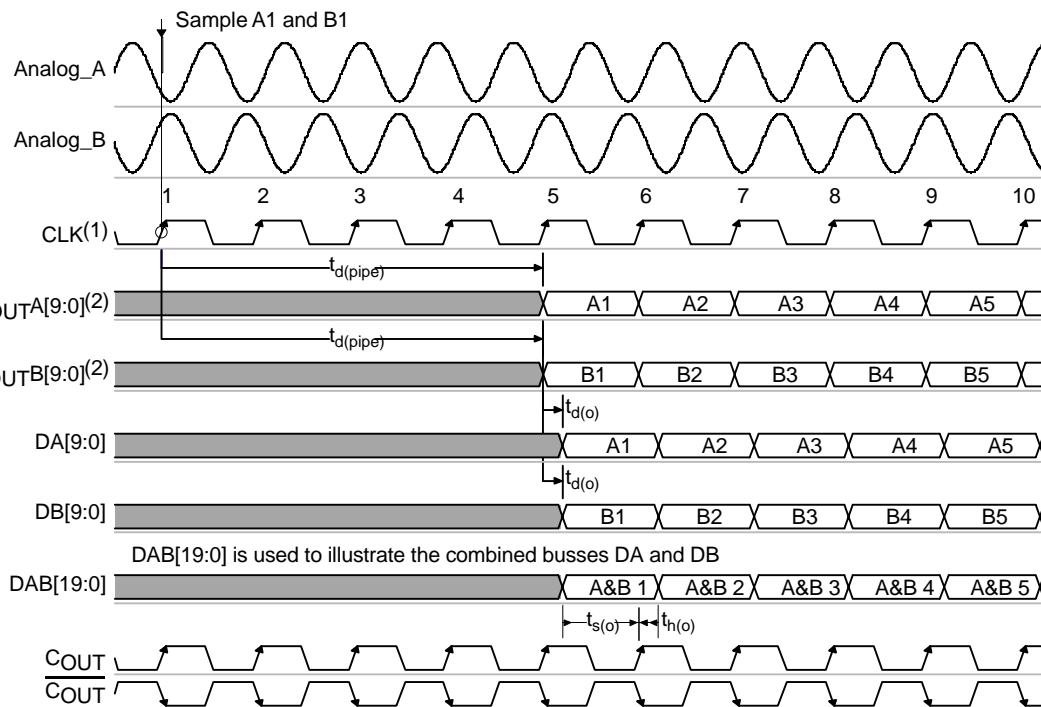 Sample A1 and B1
Analog_A
Analog_B
1 2 3 4 5 6 7 8 9 10
CLK(1)
td(pipe)
OUTA[9:0](2) A1 A2 A3 A4 A5
td(pipe)
OUTB[9:0](2) B1 B2 B3 B4 B5
td(o)
DA[9:0] A1 A2 A3 A4 A5
td(o)
DB[9:0] B1 B2 B3 B4 B5
DAB[19:0] is used to illustrate the combined busses DA and DB
DAB[19:0] A&B 1 A&B 2 A&B 3 A&B 4 A&B 5
ts(o) th(o)
COUT
COUT